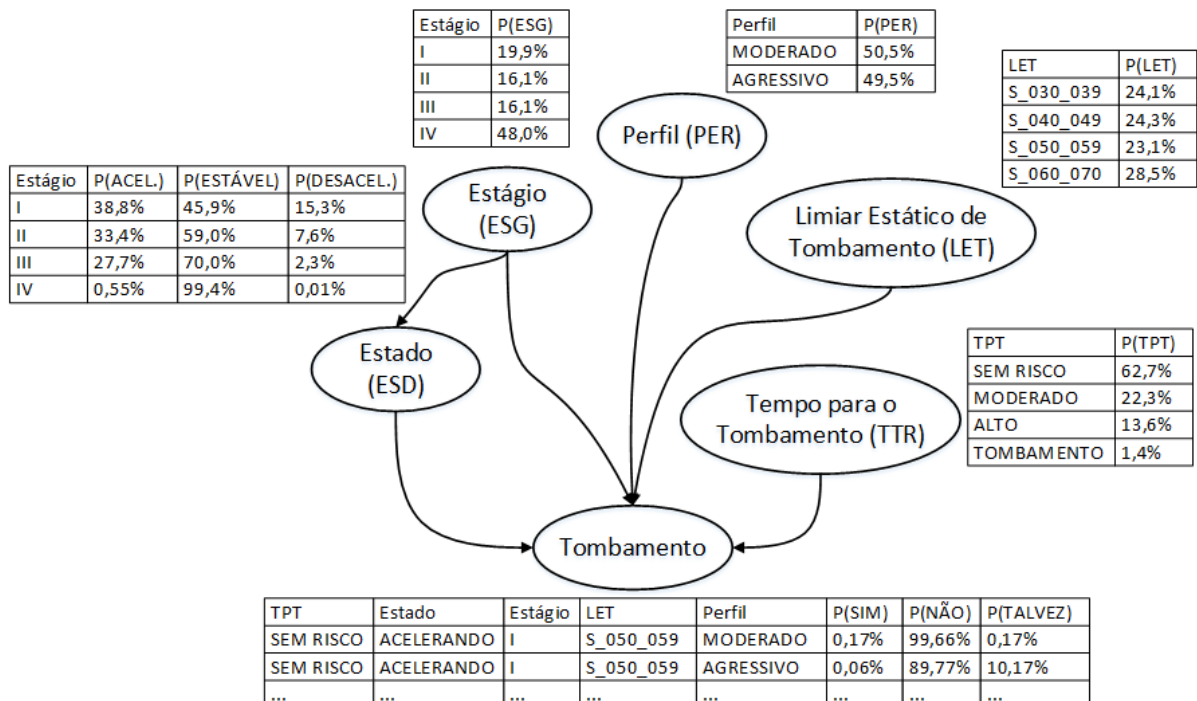 Estágio P(ESG)
I 19,9%
II 16,1%
III 16,1%
IV 48,0%
Perfil P(PER)
MODERADO 50,5%
AGRESSIVO 49,5%
LET P(LET)
S_030_039 24,1%
S_040_049 24,3%
S_050_059 23,1%
S_060_070 28,5%
Perfil (PER)
Estágio P(ACEL.) P(ESTÁVEL) P(DESACEL.)
I 38,8% 45,9% 15,3%
II 33,4% 59,0% 7,6%
III 27,7% 70,0% 2,3%
IV 0,55% 99,4% 0,01%
Estágio
(ESG)
Limiar Estático de
Tombamento (LET)
Estado
(ESD)
Tempo para o
Tombamento (TTR)
TPT P(TPT)
SEM RISCO 62,7%
MODERADO 22,3%
ALTO 13,6%
TOMBAMENTO 1,4%
Tombamento
TPT Estado Estágio LET Perfil P(SIM) P(NÃO) P(TALVEZ)
SEM RISCO ACELERANDO I S_050_059 MODERADO 0,17% 99,66% 0,17%
SEM RISCO ACELERANDO I S_050_059 AGRESSIVO 0,06% 89,77% 10,17%
... ... ... ... ... ... ... ...